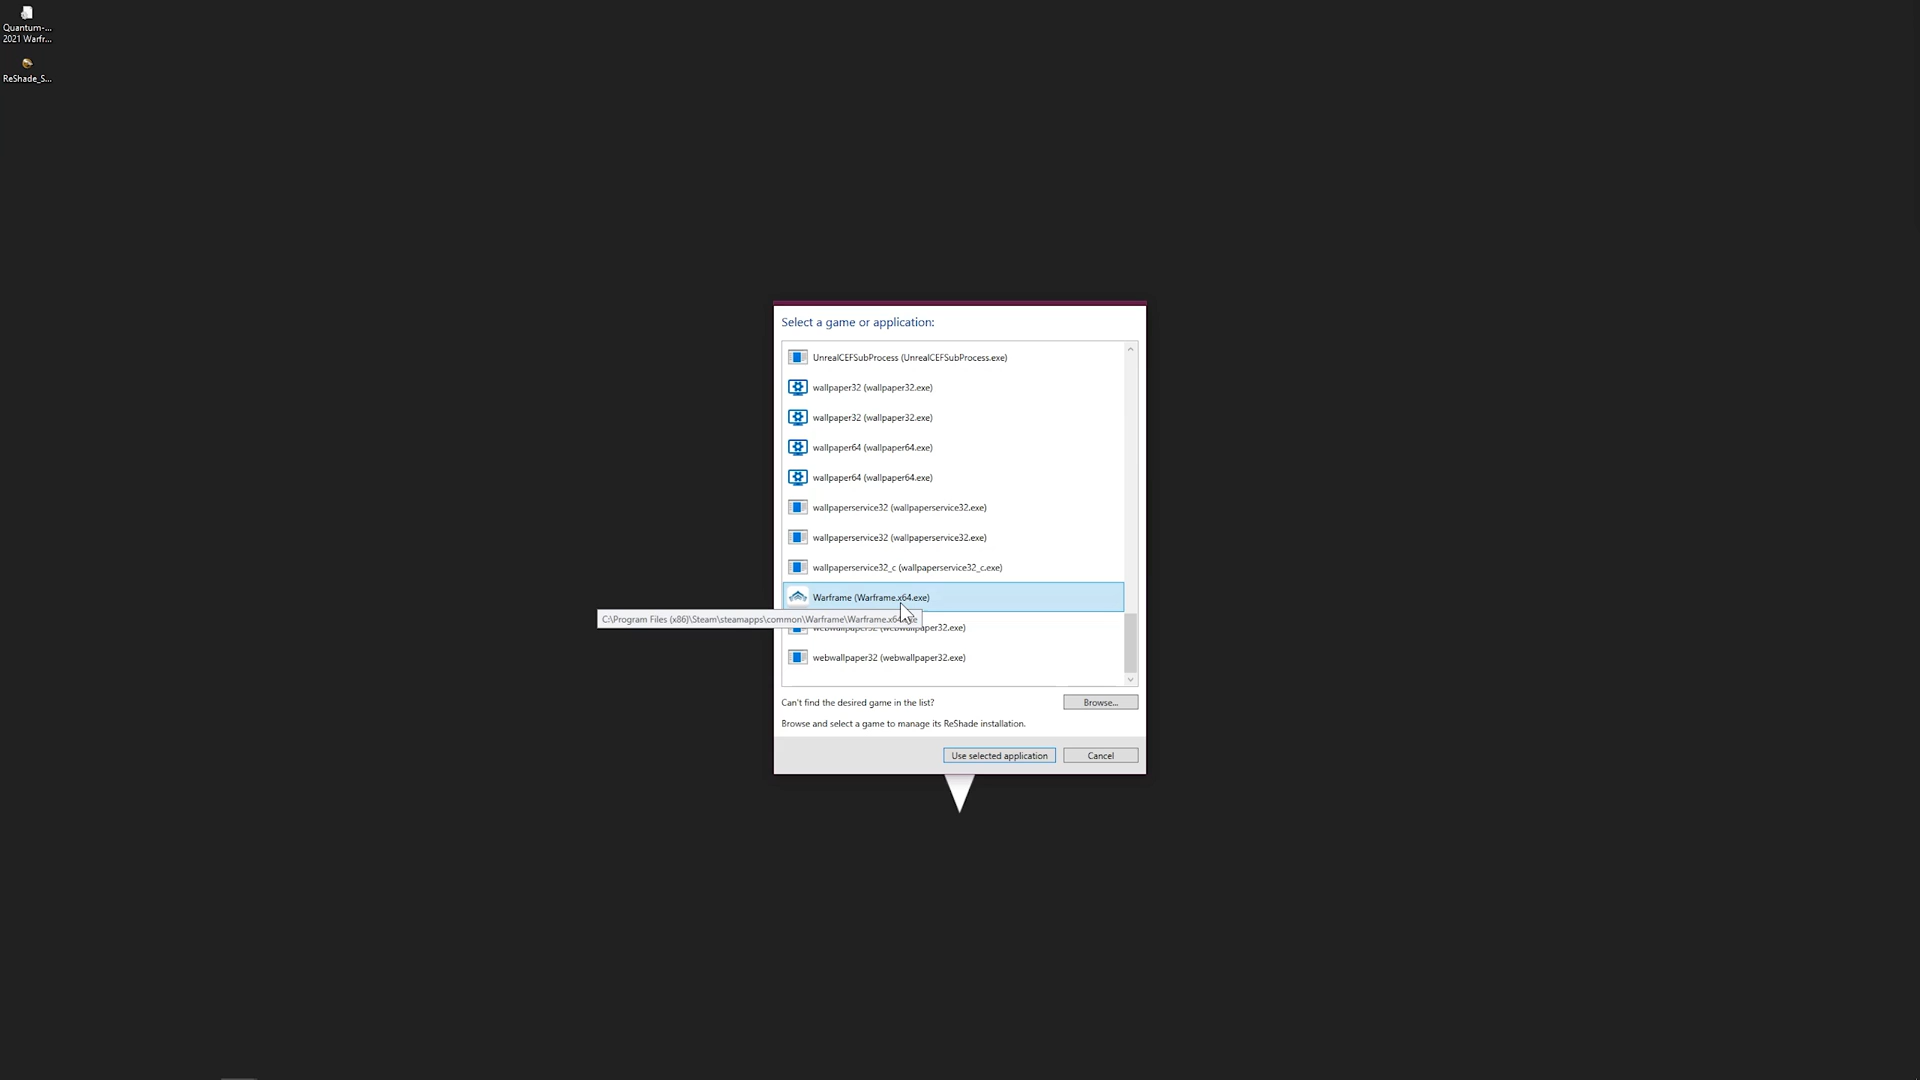 Quantum-...
2021 Warfr...
ReShade_S...
Select a game or application:
UnrealCEFSubProcess (UnrealCEFSubProcess.exe)
wallpaper32 (wallpaper32.exe)
wallpaper32 (wallpaper32.exe)
wallpaper64 (wallpaper64.exe)
wallpaper64 (wallpaper64.exe)
wallpaperservice32 (wallpaperservice32.exe)
wallpaperservice32 (wallpaperservice32.exe)
wallpaperservice32_c (wallpaperservice32_c.exe)
Warframe (Warframe.x64.exe)
C:\Program Files (x86)\Steam\steamapps\common\Warframe\Warframe.x64.exe
webwallpaper32 (webwallpaper32.exe)
webwallpaper32 (webwallpaper32.exe)
Can't find the desired game in the list?
Browse...
Browse and select a game to manage its ReShade installation.
Use selected application
Cancel